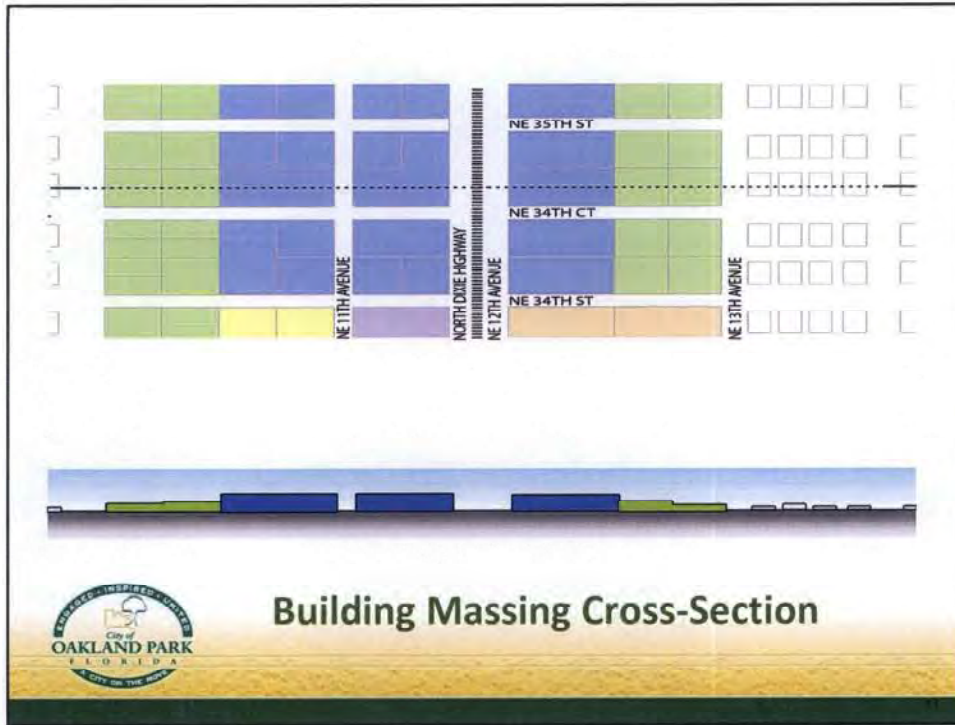 NE 35TH ST
NE 34TH CT
NE 34TH ST
NE 11TH AVENUE
NORTH DIXIE HIGHWAY
NE 12TH AVENUE
NE 13TH AVENUE
Building Massing Cross-Section
ENGAGED · INSPIRED · UNITED
City of
OAKLAND PARK
FLORIDA
A CITY ON THE MOVE